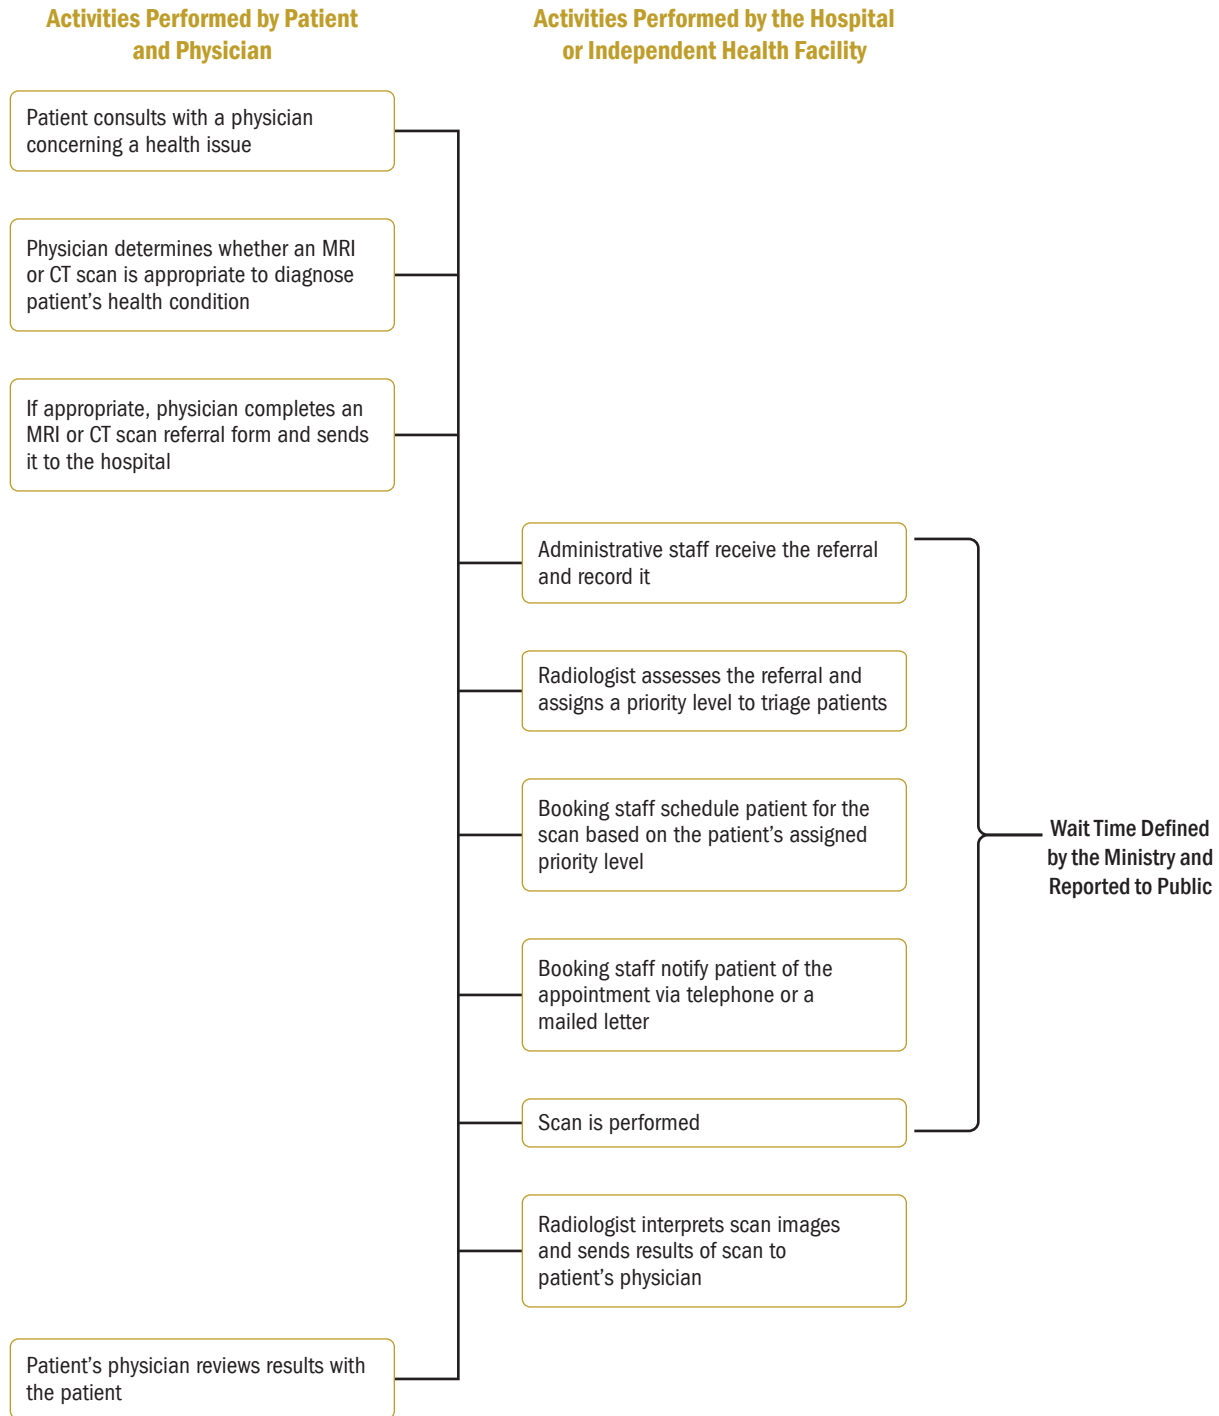 Activities Performed by Patient
and Physician
Activities Performed by the Hospital
or Independent Health Facility
Patient consults with a physician
concerning a health issue
Physician determines whether an MRI
or CT scan is appropriate to diagnose
patient’s health condition
If appropriate, physician completes an
MRI or CT scan referral form and sends
it to the hospital
Administrative staff receive the referral
and record it
Radiologist assesses the referral and
assigns a priority level to triage patients
Booking staff schedule patient for the
scan based on the patient’s assigned
priority level
Wait Time Defined
by the Ministry and
Reported to Public
Booking staff notify patient of the
appointment via telephone or a
mailed letter
Scan is performed
Radiologist interprets scan images
and sends results of scan to
patient’s physician
Patient’s physician reviews results with
the patient